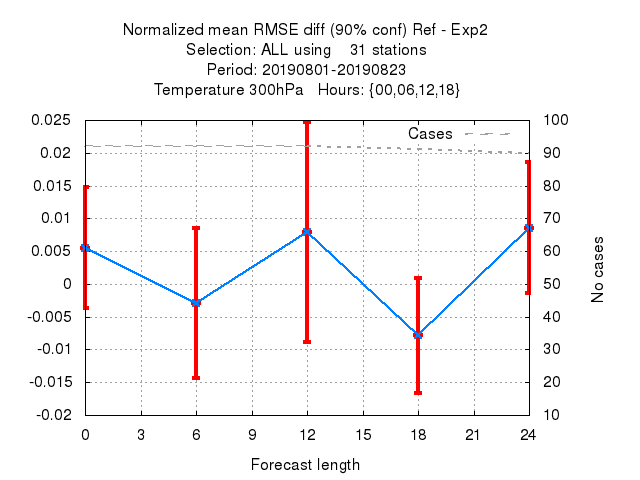 Normalized mean RMSE diff (90% conf) Ref - Exp2
Selection: ALL using    31 stations
Period: 20190801-20190823
Temperature 300hPa   Hours: {00,06,12,18}
0.025
0.02
0.015
0.01
0.005
0
-0.005
-0.01
-0.015
-0.02
Cases
100
90
80
70
60
50
40
30
20
10
No cases
0 3 6 9 12 15 18 21 24
Forecast length